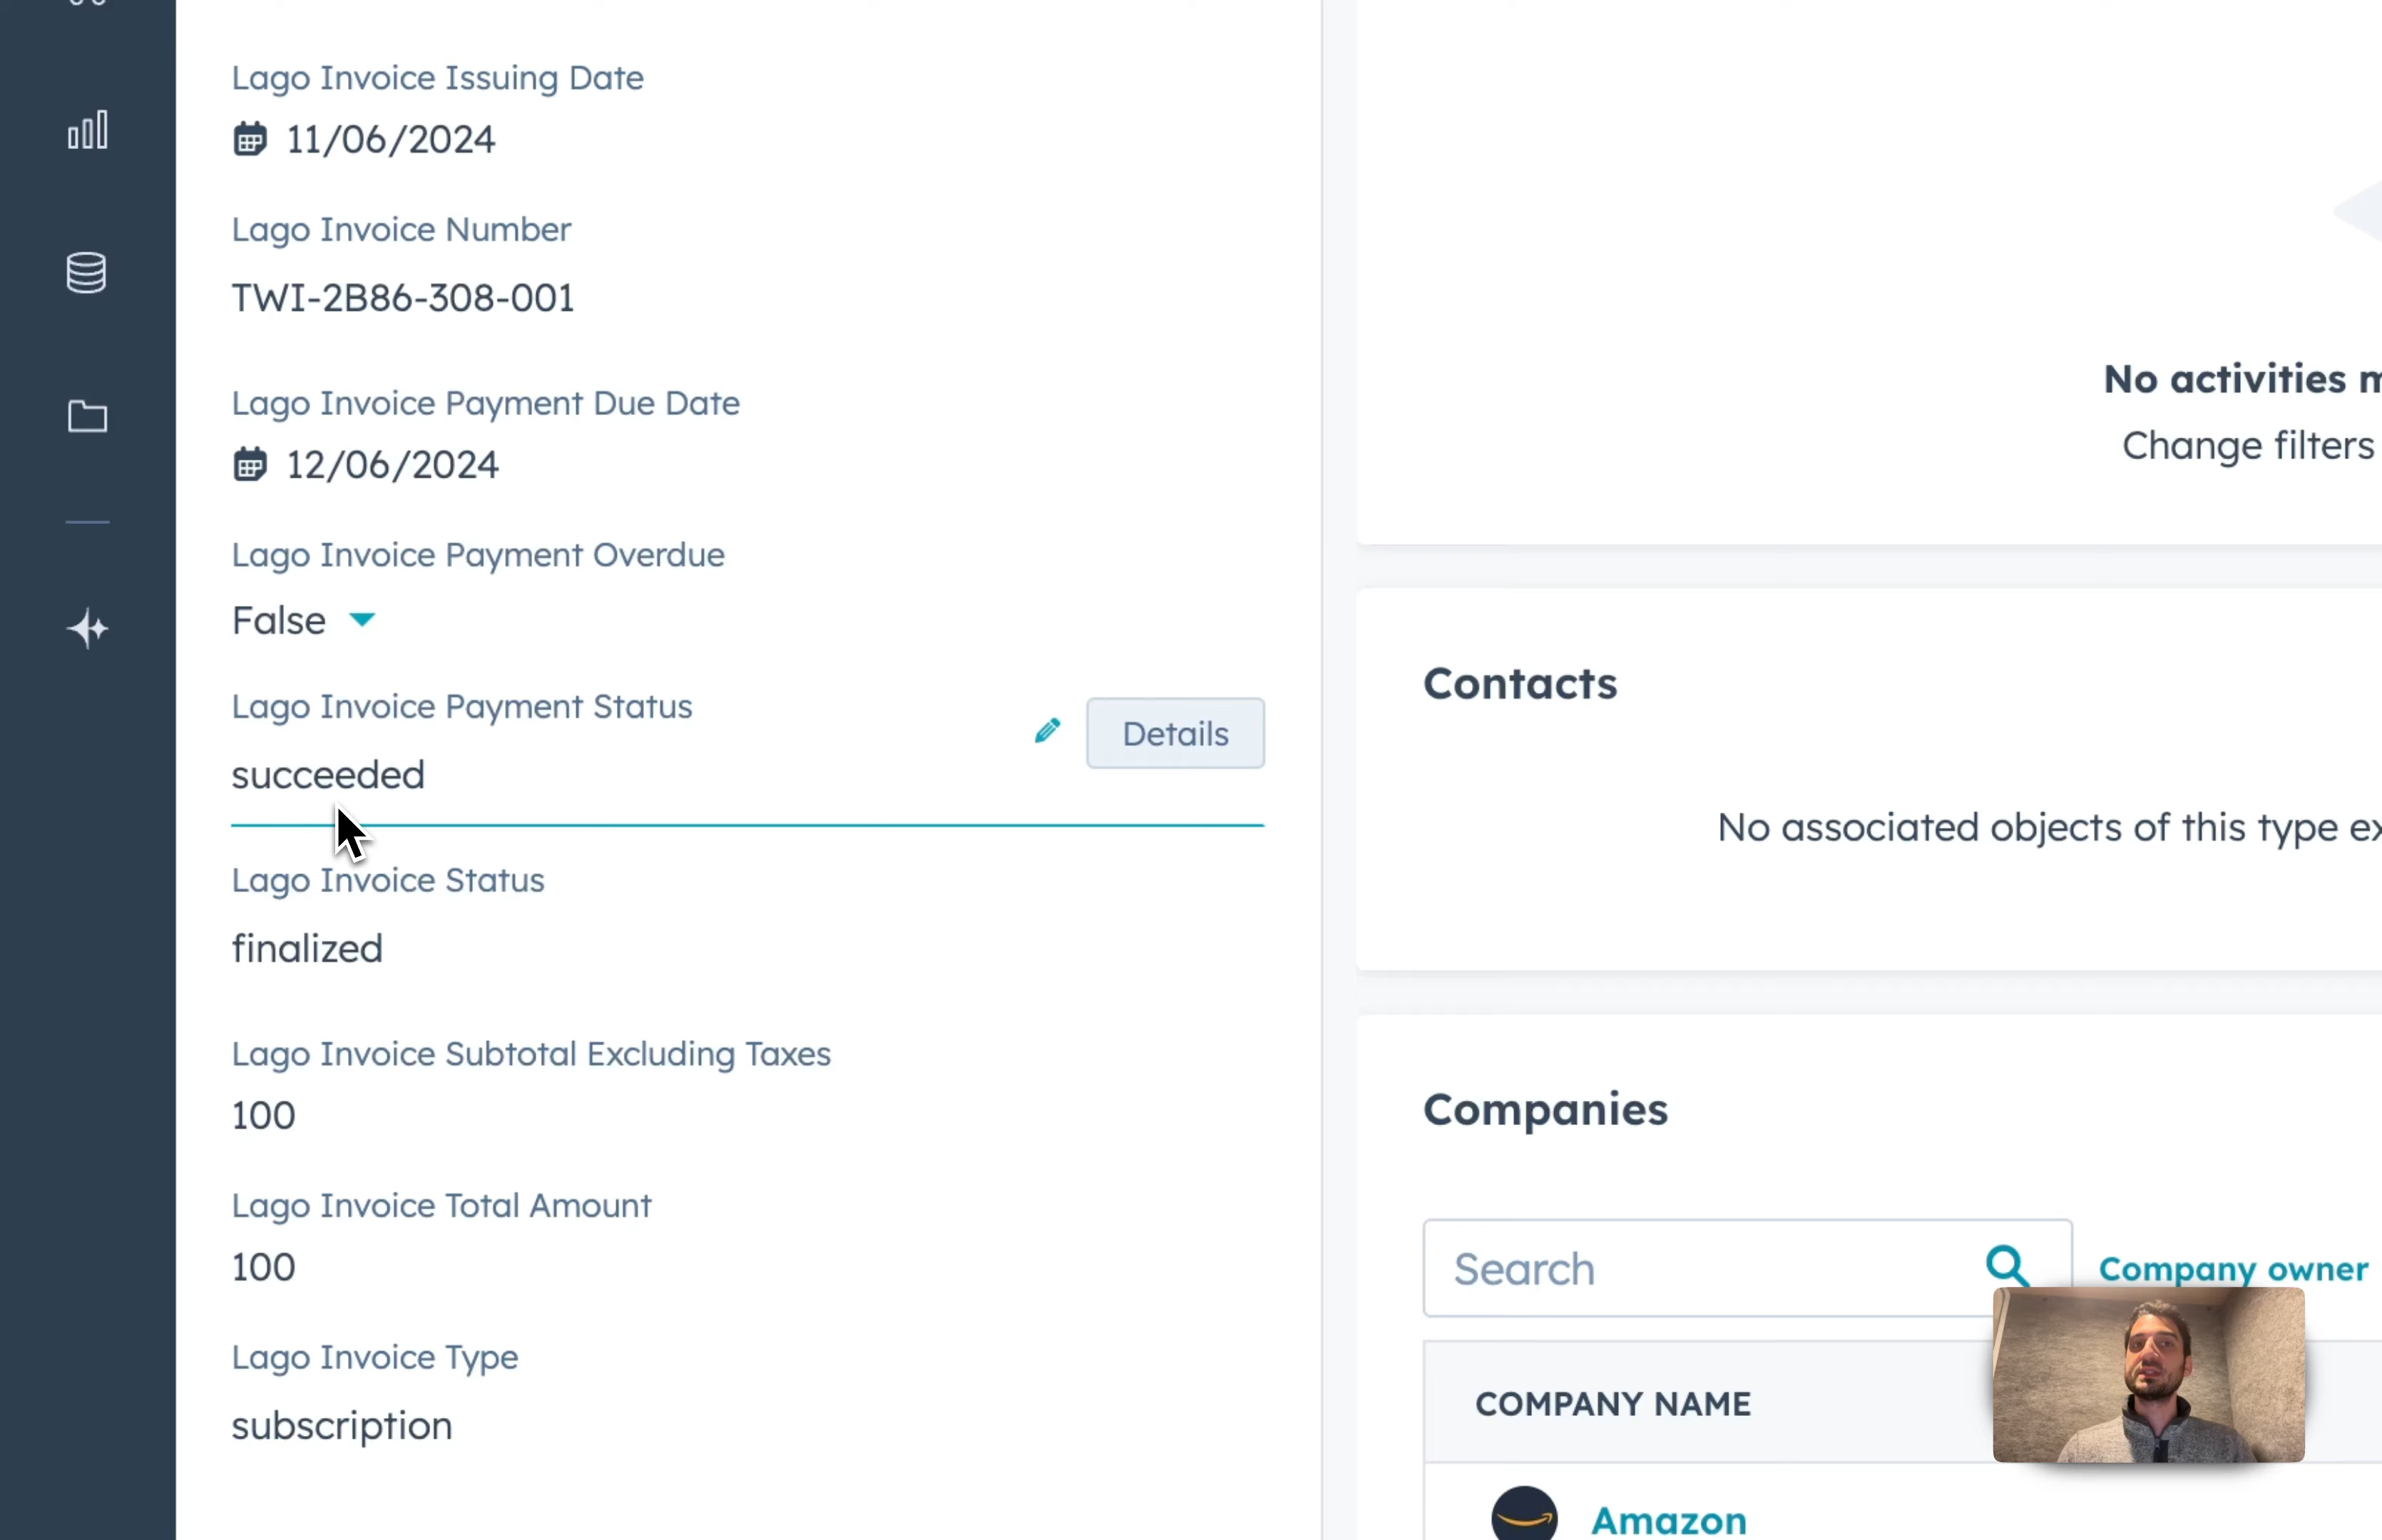 Lago Invoice Issuing Date
11/06/2024
Lago Invoice Number
TWI-2B86-308-001
Lago Invoice Payment Due Date
12/06/2024
Lago Invoice Payment Overdue
False
Lago Invoice Payment Status
Details
succeeded
Lago Invoice Status
finalized
Lago Invoice Subtotal Excluding Taxes
100
Lago Invoice Total Amount
100
Lago Invoice Type
subscription
No activities m
Change filters
Contacts
No associated objects of this type ex
Companies
Search
Company owner
COMPANY NAME
Amazon